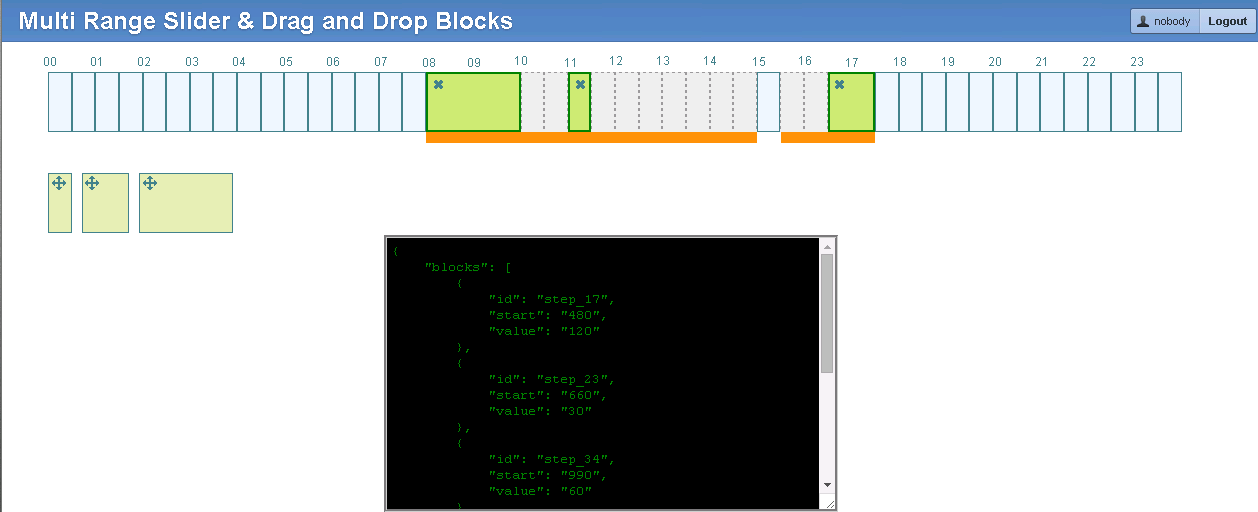 Multi Range Slider & Drag and Drop Blocks
nobody Logout
00 01 02 03 04 05 06 07 08 09 10 11 12 13 14 15 16 17 18 19 20 21 22 23
{
"blocks": [
{
"id": "step_17",
"start": "480",
"value": "120"
},
{
"id": "step_23",
"start": "660",
"value": "30"
},
{
"id": "step_34",
"start": "990",
"value": "60"
}